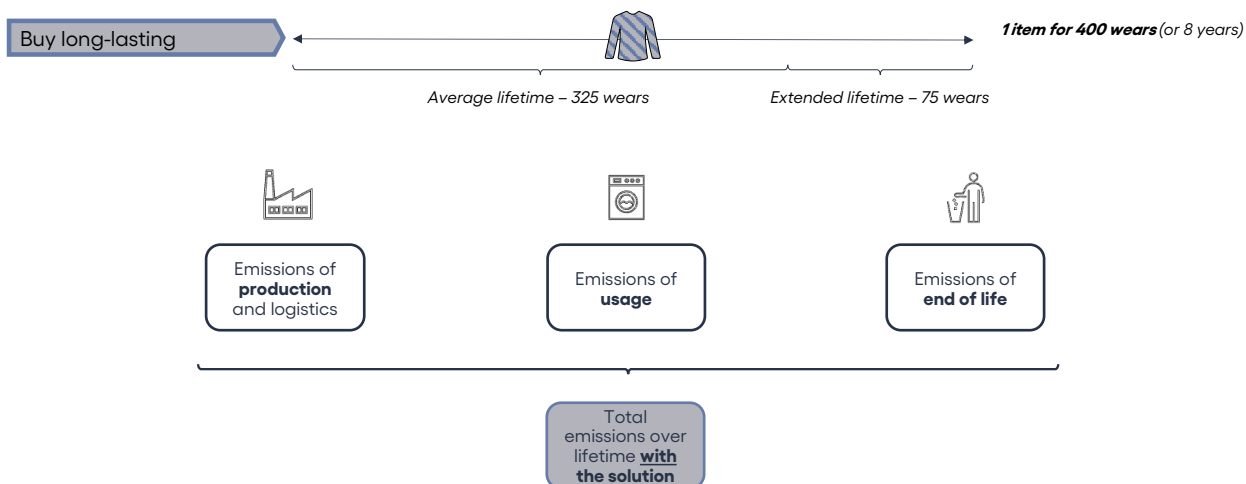 Buy long-lasting
1 item for 400 wears (or 8 years)
Average lifetime – 325 wears
Extended lifetime – 75 wears
Emissions of
production
and logistics
Emissions of
usage
Emissions of
end of life
Total
emissions over
lifetime with
the solution